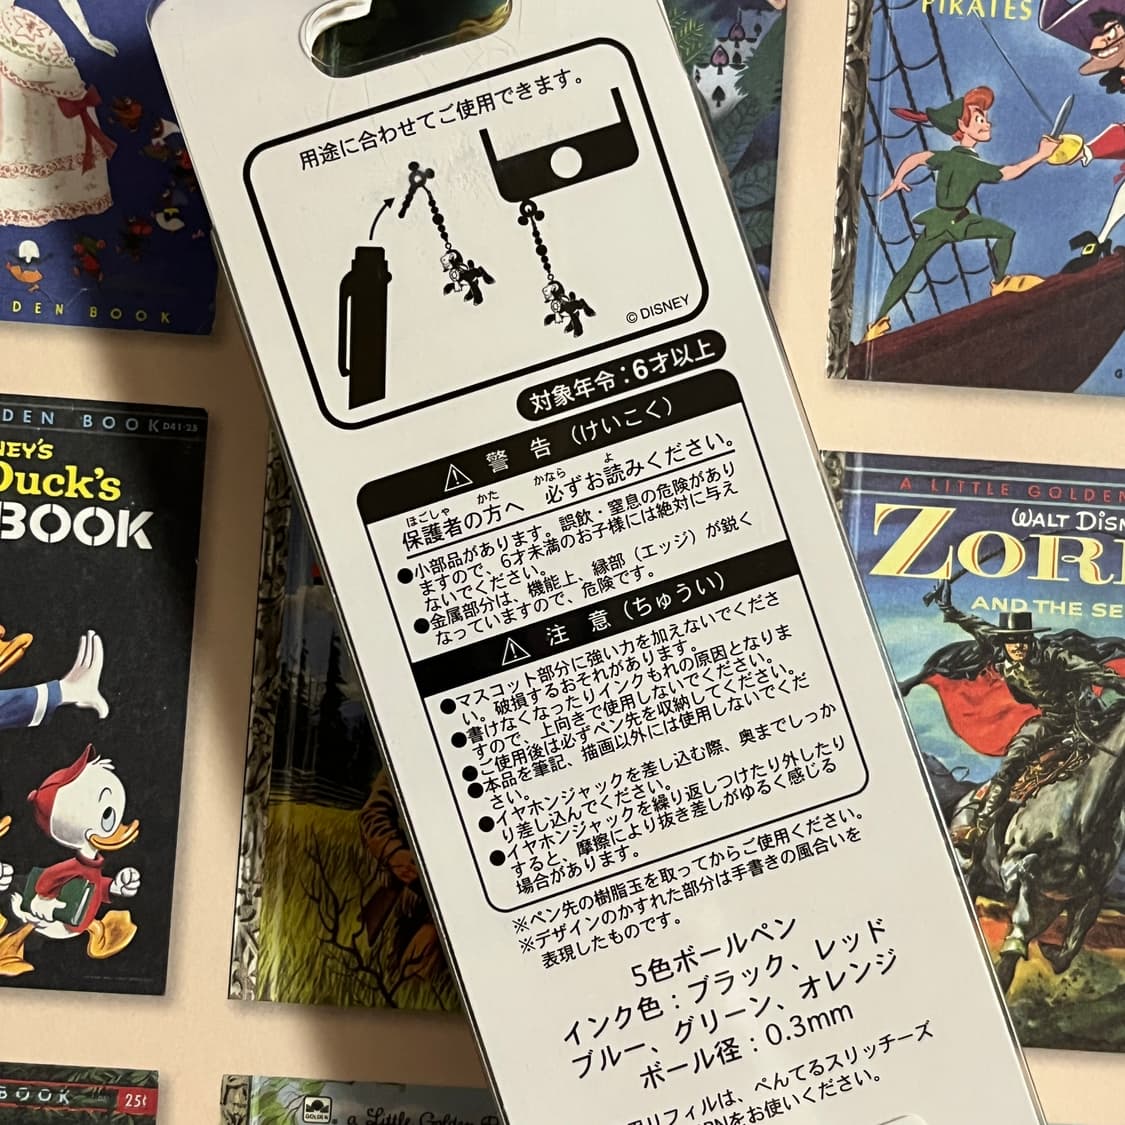 用途に合わせてご使用できます。
© DISNEY
対象年令：6才以上
警告（けいこく）
ほごしゃ かた かなら よ
保護者の方へ 必ずお読みください。
●小部品があります。誤飲・窒息の危険があり
ますので、6才未満のお子様には絶対に与え
ないでください。
●金属部分は、機能上、縁部（エッジ）が鋭く
なっていますので、危険です。
注意（ちゅうい）
●マスコット部分に強い力を加えないでくださ
い。破損するおそれがあります。
●書けなくなったりインクもれの原因となりま
すので、上向きで使用しないでください。
●ご使用後は必ずペン先を収納してください。
●本品を筆記、描画以外には使用しないでくだ
さい。
●イヤホンジャックを差し込む際、奥までしっか
り差し込んでください。
●イヤホンジャックを繰り返しつけたり外したり
すると、摩擦により抜き差しがゆるく感じる
場合があります。
※ペン先の樹脂玉を取ってからご使用ください。
※デザインのかすれた部分は手書きの風合いを
表現したものです。
5色ボールペン
インク色：ブラック、レッド
ブルー、グリーン、オレンジ
ボール径：0.3mm
リフィルは、ぺんてるスリッチーズ
をお使いください。
DEN BOOK
DEN BOOK D41-25
NEY'S
Duck's
BOOK
BOOK 25¢
GOLDEN
a Little Golden
PIRATES
A LITTLE GOLDEN
WALT DISN
ZOR
AND THE SE